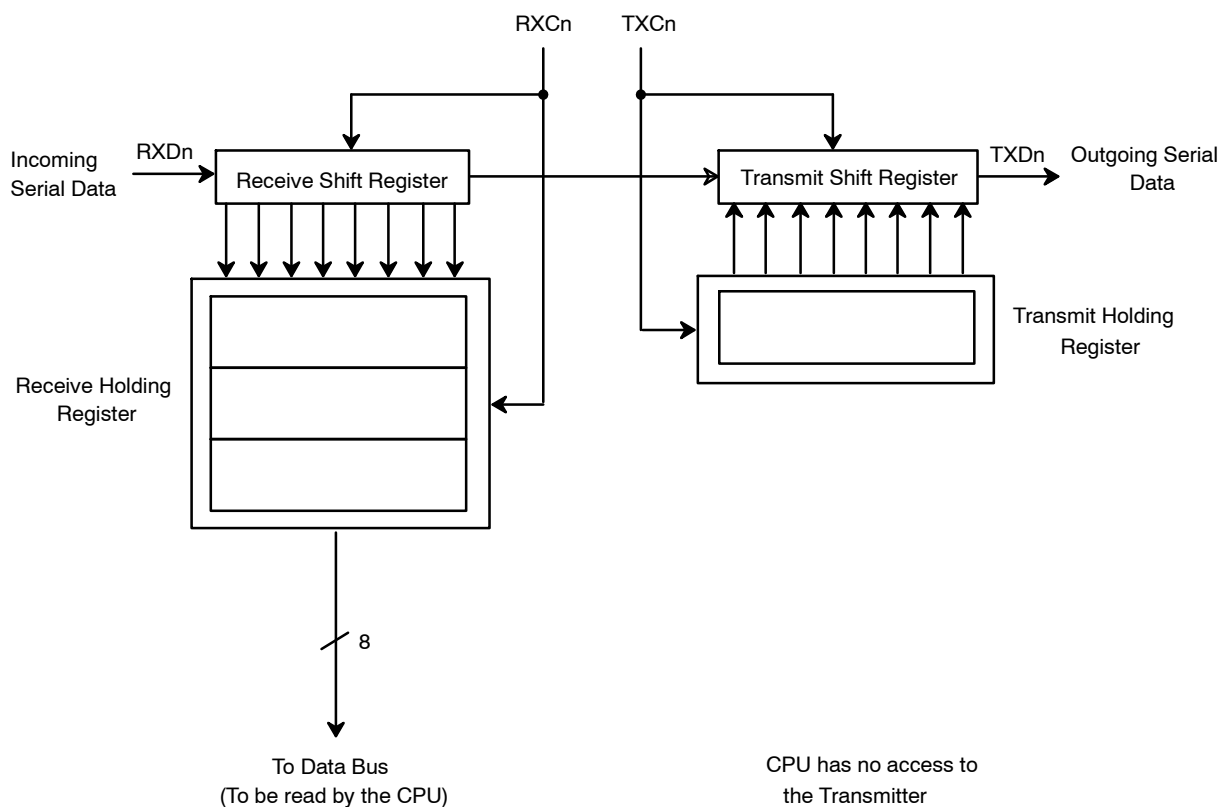 RXCn
TXCn
Incoming
Serial Data
RXDn
Receive Shift Register
Transmit Shift Register
TXDn
Outgoing Serial
Data
Receive Holding
Register
Transmit Holding
Register
8
To Data Bus
(To be read by the CPU)
CPU has no access to
the Transmitter